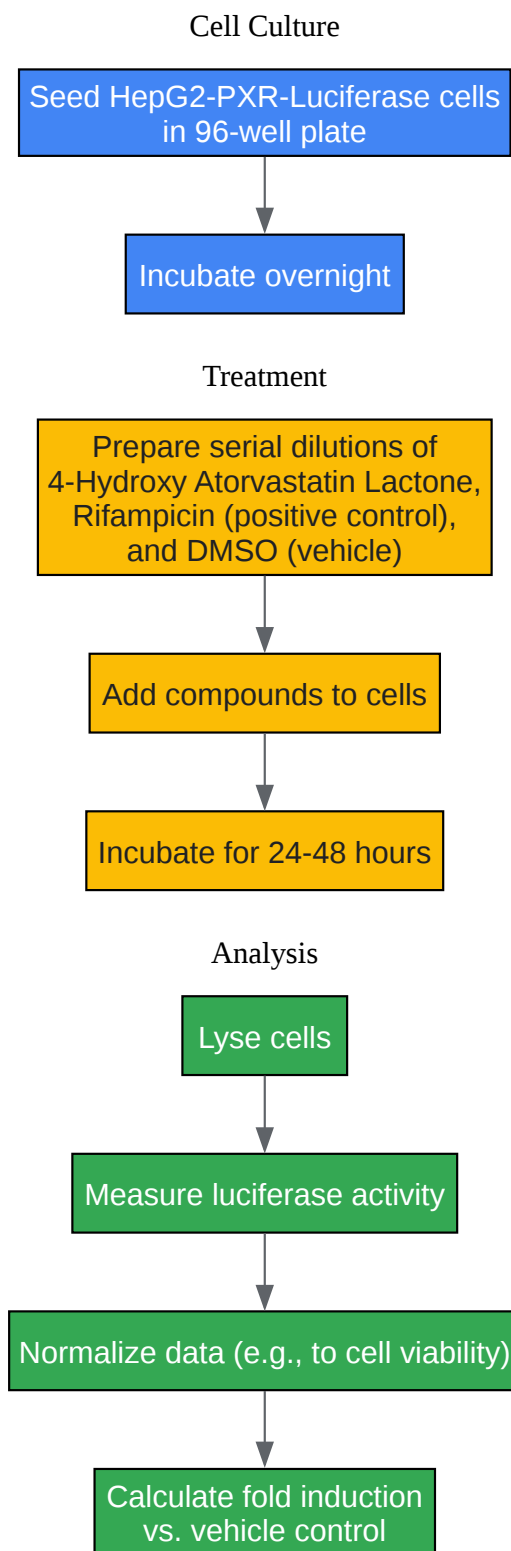 Cell Culture
Seed HepG2-PXR-Luciferase cells
in 96-well plate
Incubate overnight
Treatment
Prepare serial dilutions of
4-Hydroxy Atorvastatin Lactone,
Rifampicin (positive control),
and DMSO (vehicle)
Add compounds to cells
Incubate for 24-48 hours
Analysis
Lyse cells
Measure luciferase activity
Normalize data (e.g., to cell viability)
Calculate fold induction
vs. vehicle control